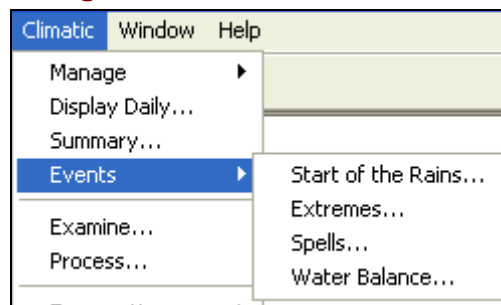 Climatic Window Help
Manage
Display Daily...
Summary...
Events
Start of the Rains...
Extremes...
Examine...
Spells...
Process...
Water Balance...